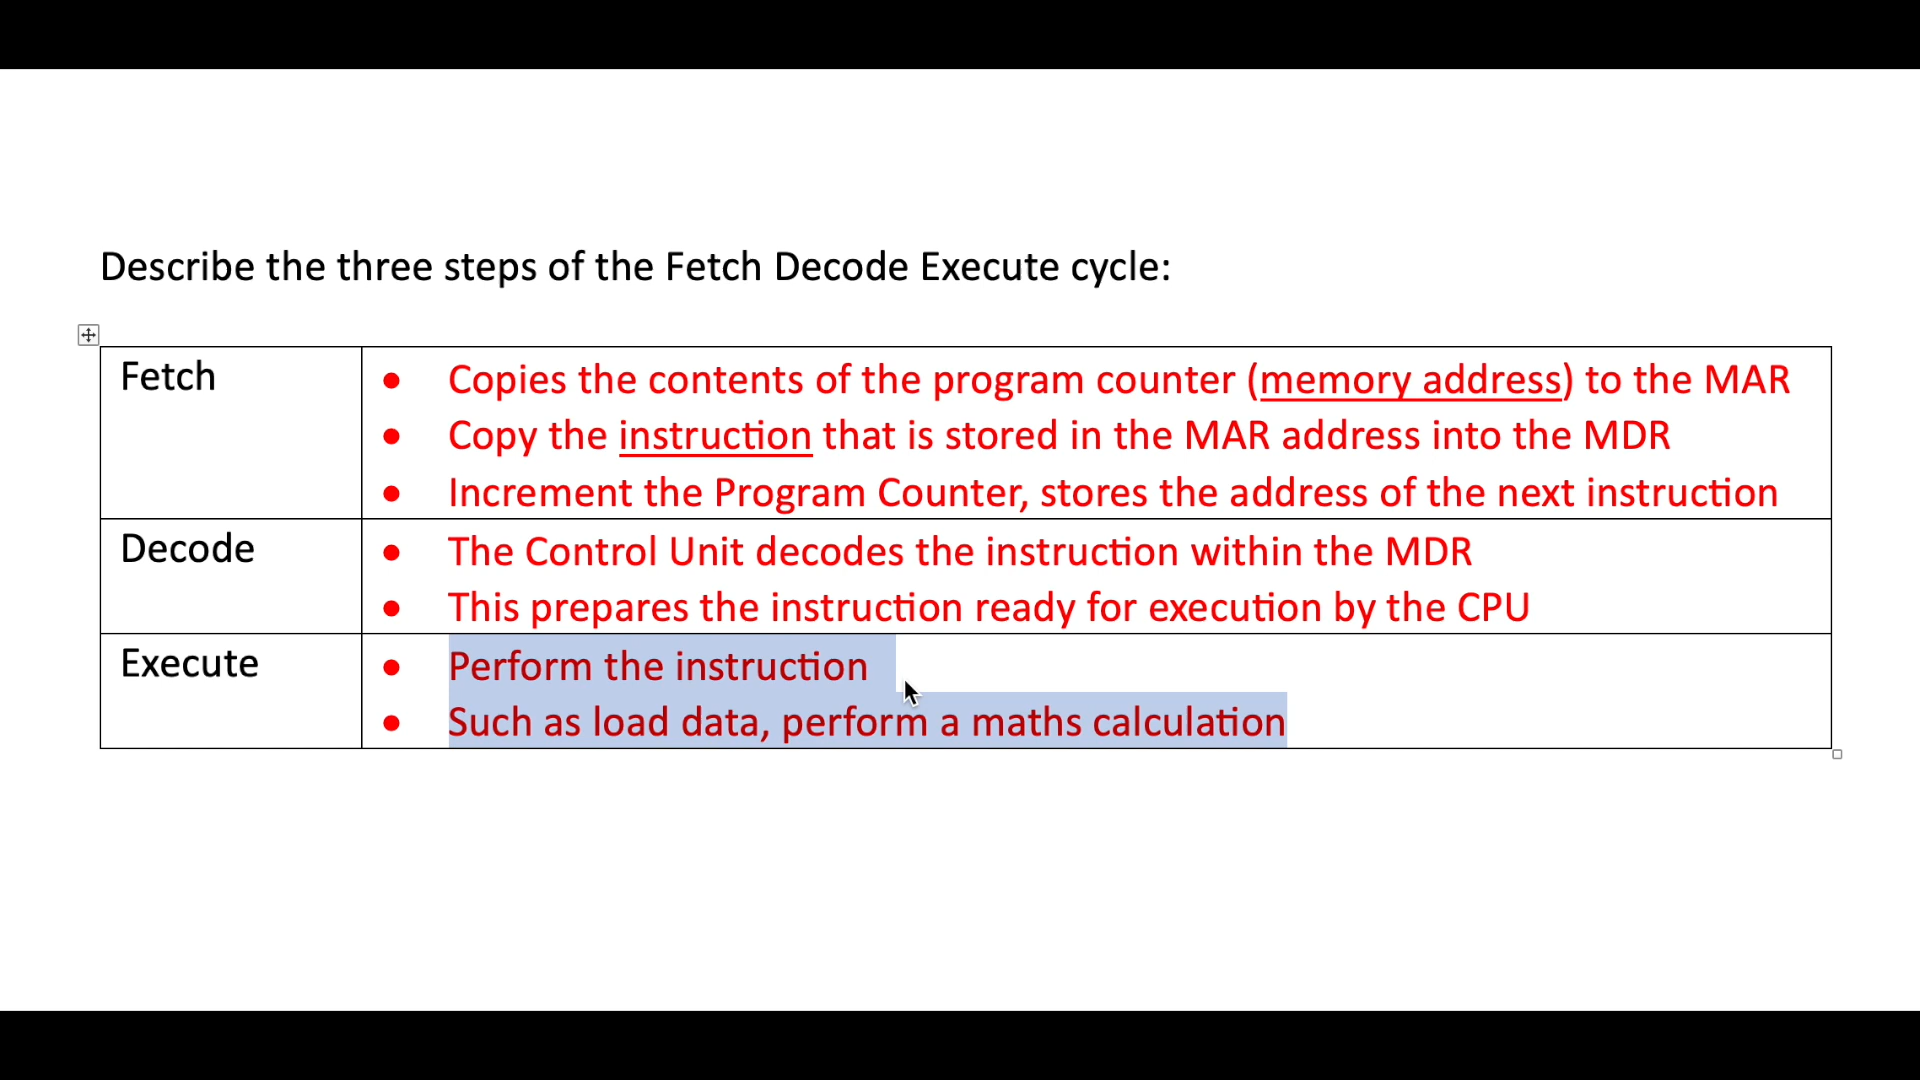 Describe the three steps of the Fetch Decode Execute cycle:
Fetch
• Copies the contents of the program counter (memory address) to the MAR
• Copy the instruction that is stored in the MAR address into the MDR
• Increment the Program Counter, stores the address of the next instruction
Decode
• The Control Unit decodes the instruction within the MDR
• This prepares the instruction ready for execution by the CPU
Execute
• Perform the instruction
• Such as load data, perform a maths calculation